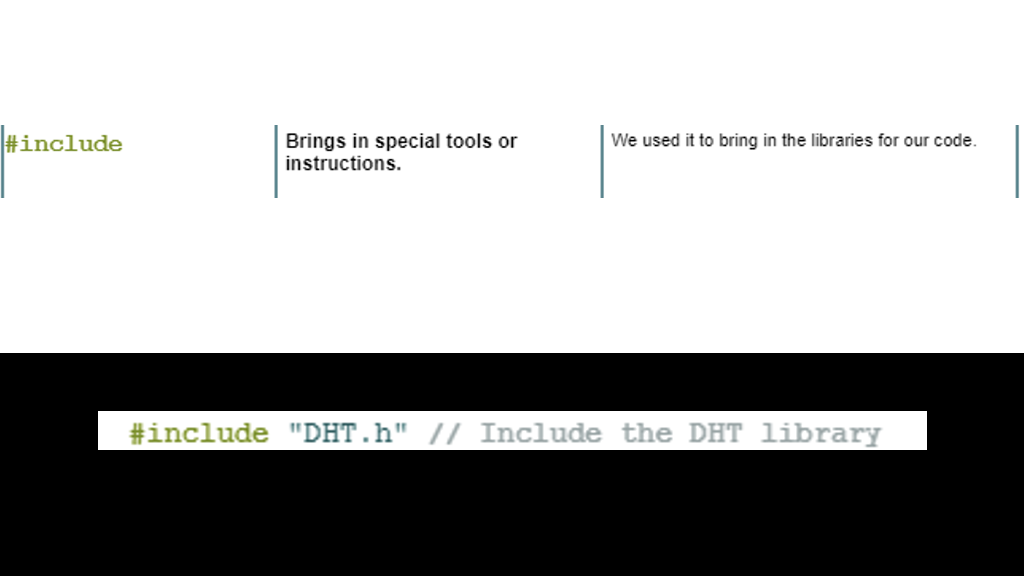 #include
Brings in special tools or
instructions.
We used it to bring in the libraries for our code.
#include "DHT.h" // Include the DHT library